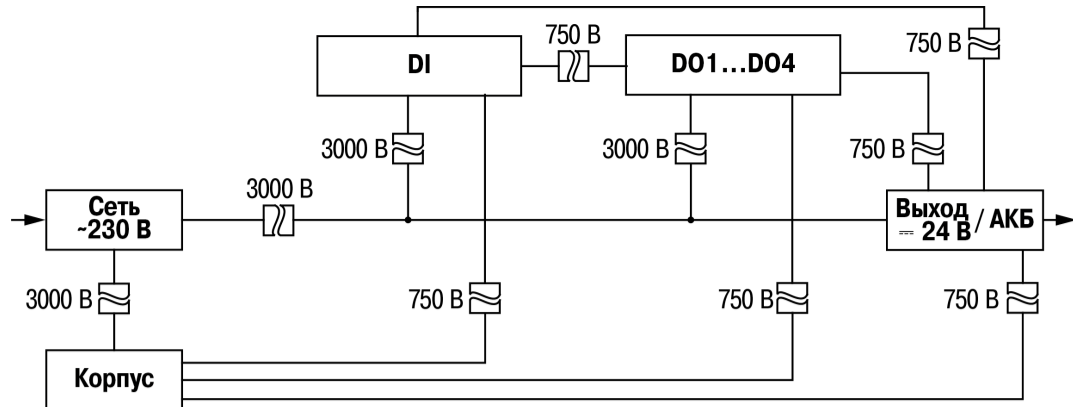 750 В
750 В
DI
DO1...DO4
3000 В
3000 В
750 В
3000 В
Сеть
~230 В
Выход
⎓ 24 В / АКБ
3000 В
750 В
750 В
750 В
Корпус